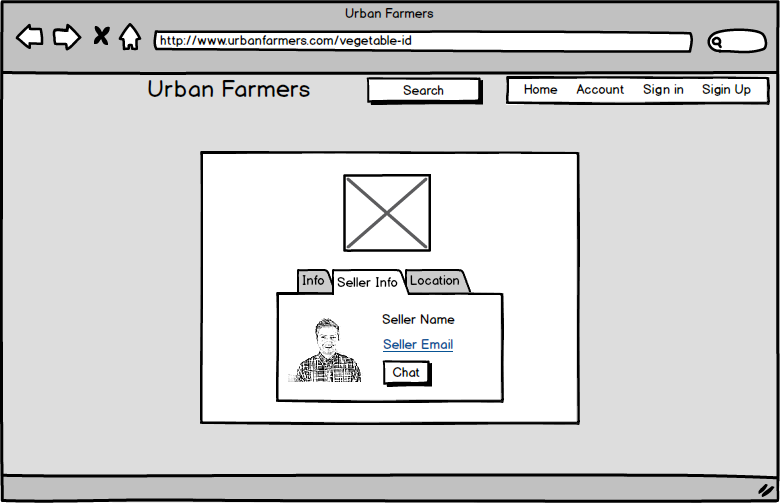 Urban Farmers
http://www.urbanfarmers.com/vegetable-id
Urban Farmers
Search
Home Account Sign in Sigin Up
Info Seller Info Location
Seller Name
Seller Email
Chat